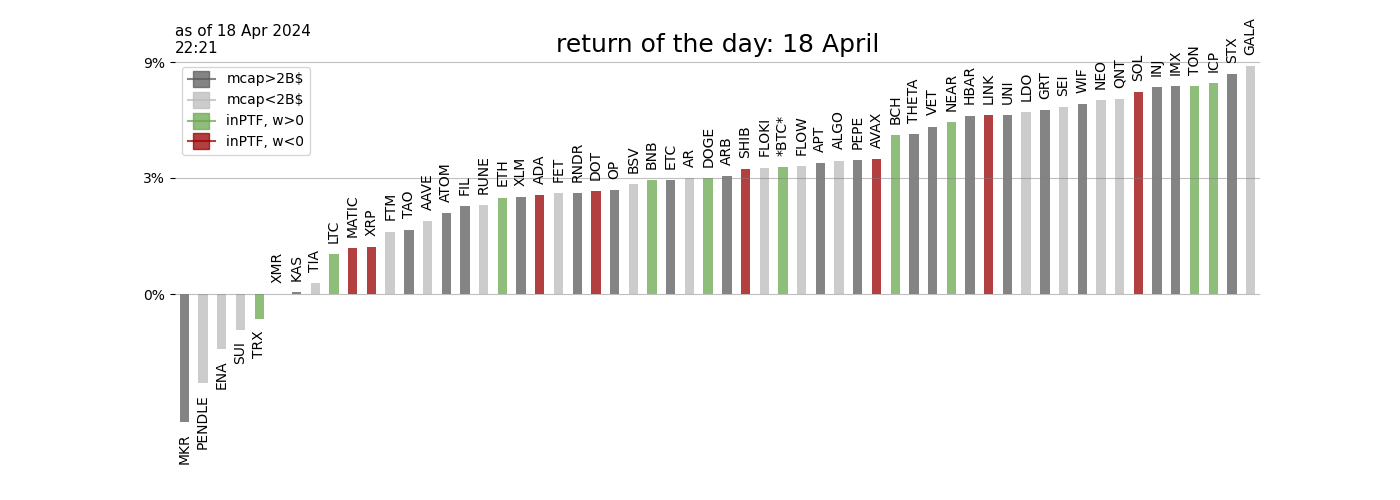 as of 18 Apr 2024
22:21
return of the day: 18 April
9%
3%
0%
mcap>2B$
mcap<2B$
inPTF, w>0
inPTF, w<0
MKR
PENDLE
ENA
SUI
TRX
XMR
KAS
TIA
LTC
MATIC
XRP
FTM
TAO
AAVE
ATOM
FIL
RUNE
ETH
XLM
ADA
FET
RNDR
DOT
OP
BSV
BNB
ETC
AR
DOGE
ARB
SHIB
FLOKI
*BTC*
FLOW
APT
ALGO
PEPE
AVAX
BCH
THETA
VET
NEAR
HBAR
LINK
UNI
LDO
GRT
SEI
WIF
NEO
QNT
SOL
INJ
IMX
TON
ICP
STX
GALA